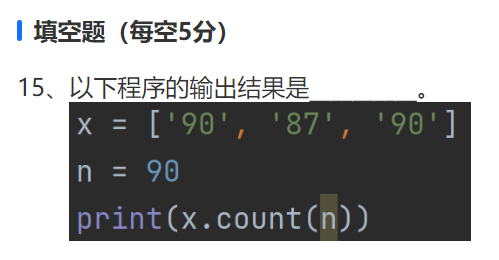 填空题（每空5分）
15、以下程序的输出结果是________。
x = ['90', '87', '90']
n = 90
print(x.count(n))